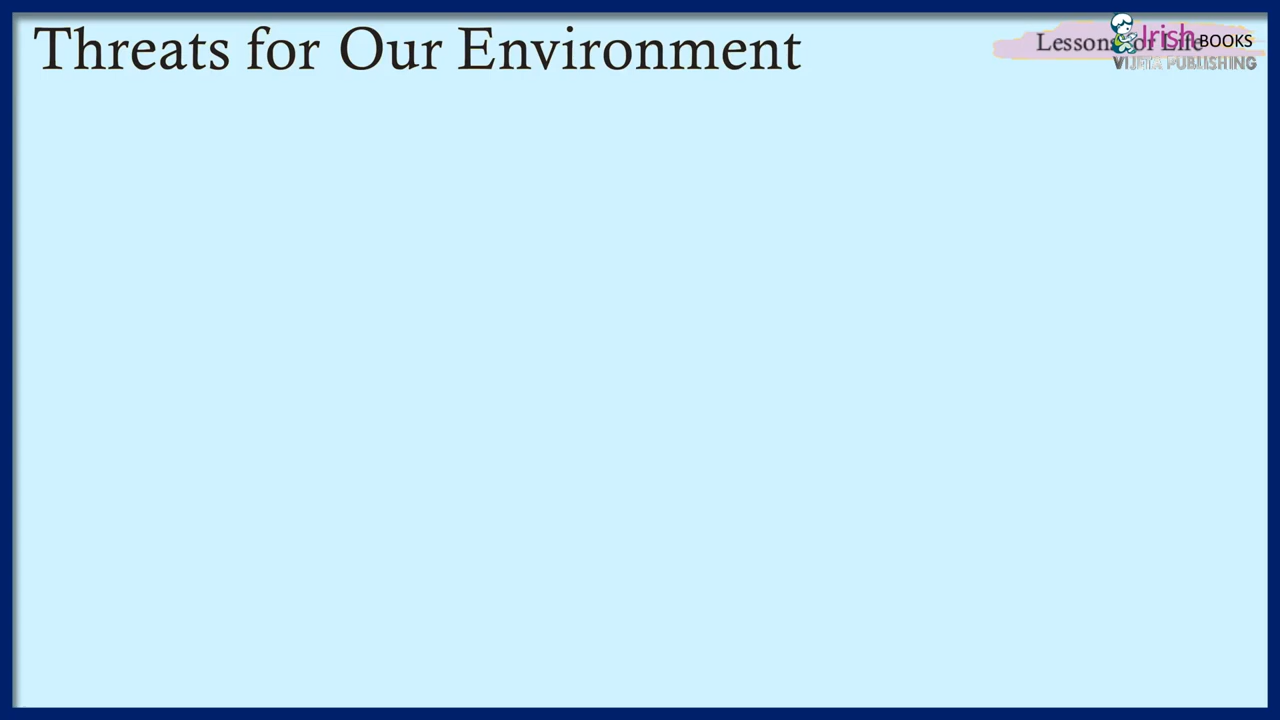 Threats for Our Environment
Lessons for Life
Irish BOOKS
VIJETA PUBLISHING